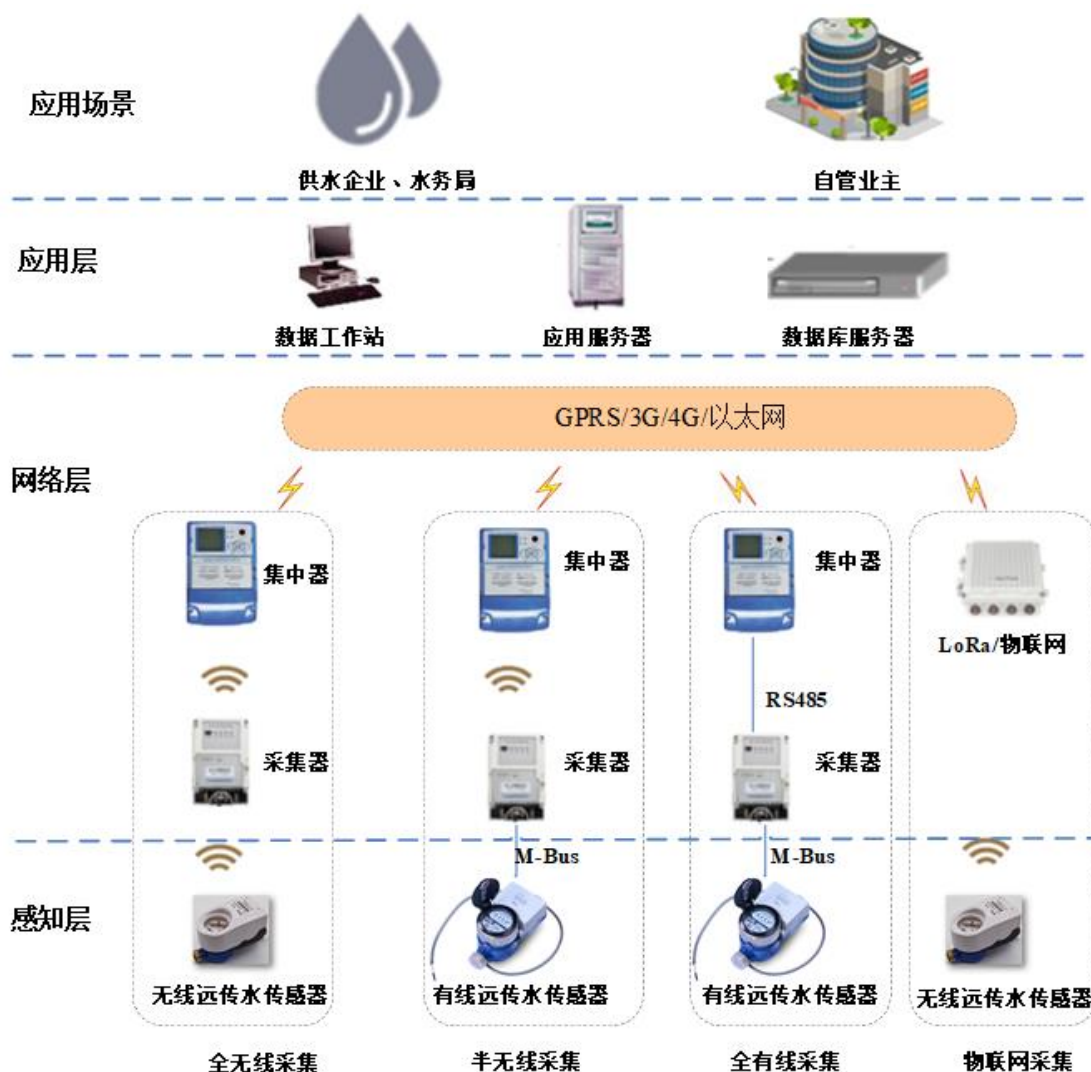 应用场景
供水企业、水务局
自管业主
应用层
数据工作站
应用服务器
数据库服务器
GPRS/3G/4G/以太网
网络层
集中器
集中器
集中器
LoRa/物联网
RS485
采集器
采集器
采集器
M-Bus
M-Bus
感知层
无线远传水传感器
有线远传水传感器
有线远传水传感器
无线远传水传感器
全无线采集
半无线采集
全有线采集
物联网采集